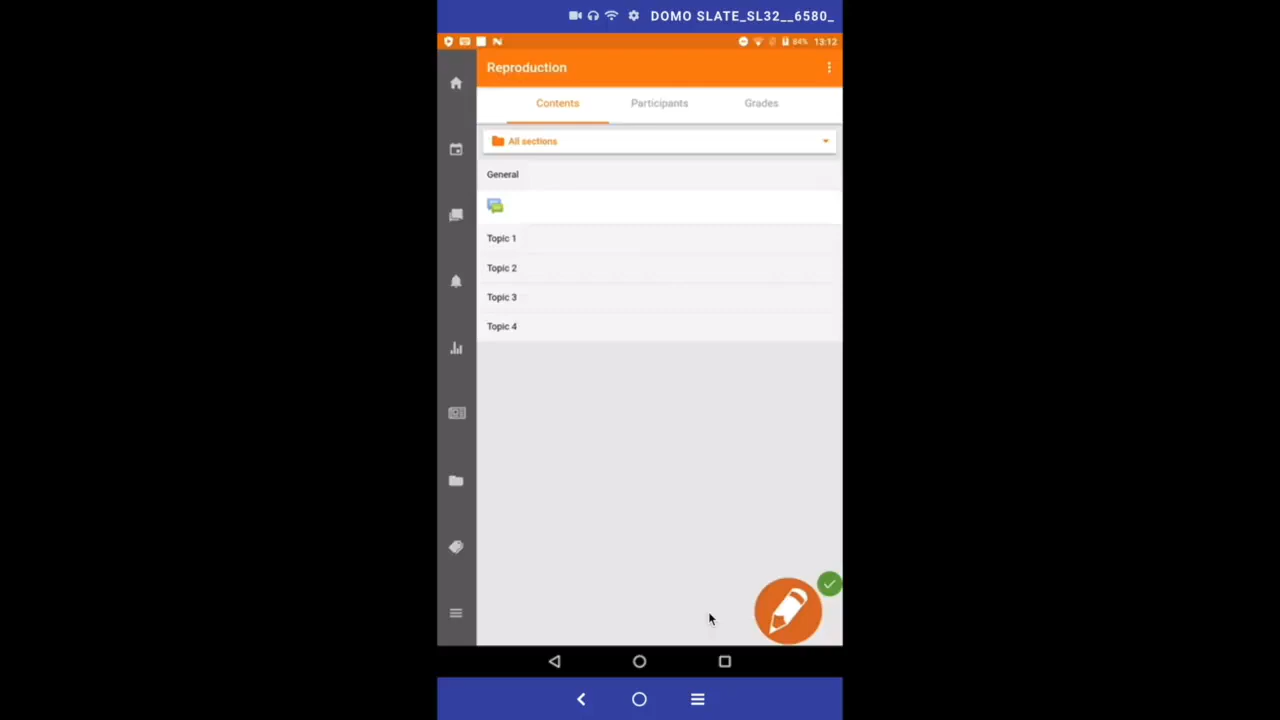 DOMO SLATE_SL32__6580_
84% 13:12
Reproduction
Contents Participants Grades
All sections
General
Topic 1
Topic 2
Topic 3
Topic 4